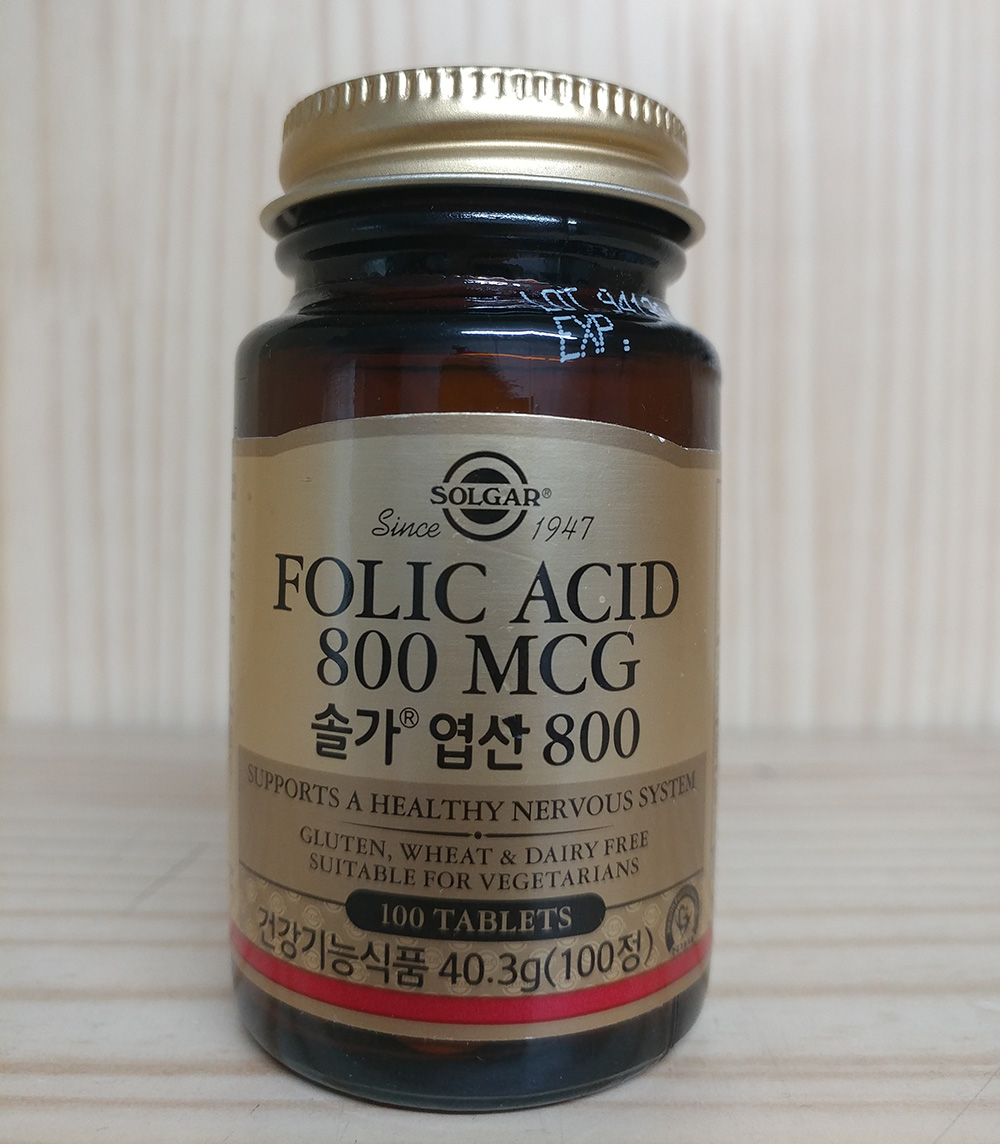 LOT
EXP.
SOLGAR®
Since 1947
FOLIC ACID
800 MCG
솔가® 엽산 800
SUPPORTS A HEALTHY NERVOUS SYSTEM
GLUTEN, WHEAT & DAIRY FREE
SUITABLE FOR VEGETARIANS
100 TABLETS
건강기능식품 40.3g(100정)